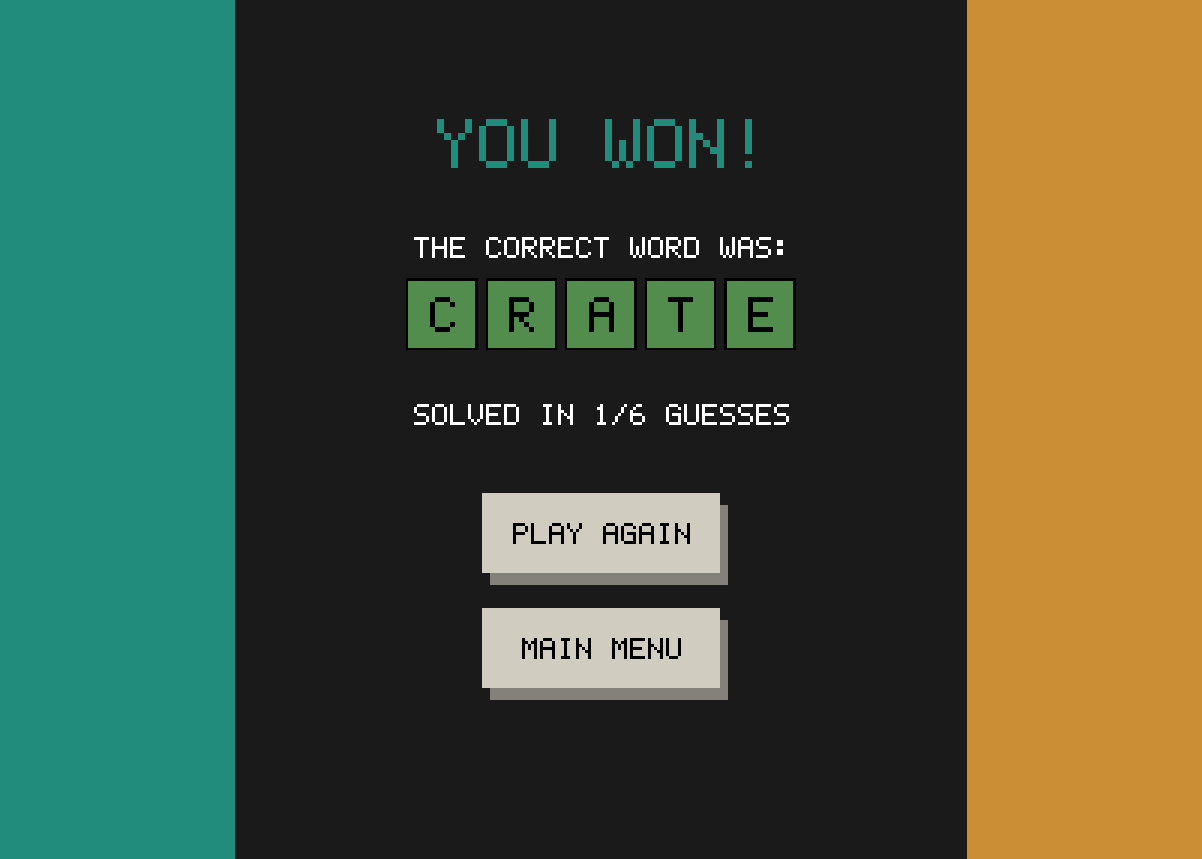 YOU WON!
THE CORRECT WORD WAS:
CRATE
SOLVED IN 1/6 GUESSES
PLAY AGAIN
MAIN MENU